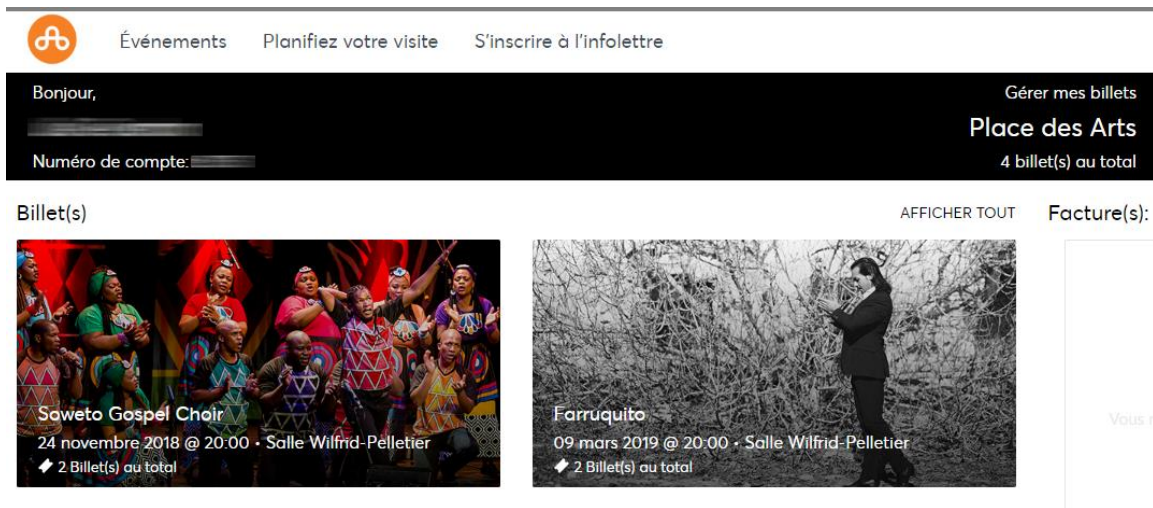 Événements
Planifiez votre visite
S'inscrire à l'infolettre
Bonjour,
Numéro de compte:
Gérer mes billets
Place des Arts
4 billet(s) au total
Billet(s)
AFFICHER TOUT
Soweto Gospel Choir
24 novembre 2018 @ 20:00 • Salle Wilfrid-Pelletier
2 Billet(s) au total
Farruquito
09 mars 2019 @ 20:00 • Salle Wilfrid-Pelletier
2 Billet(s) au total
Facture(s):
Vous